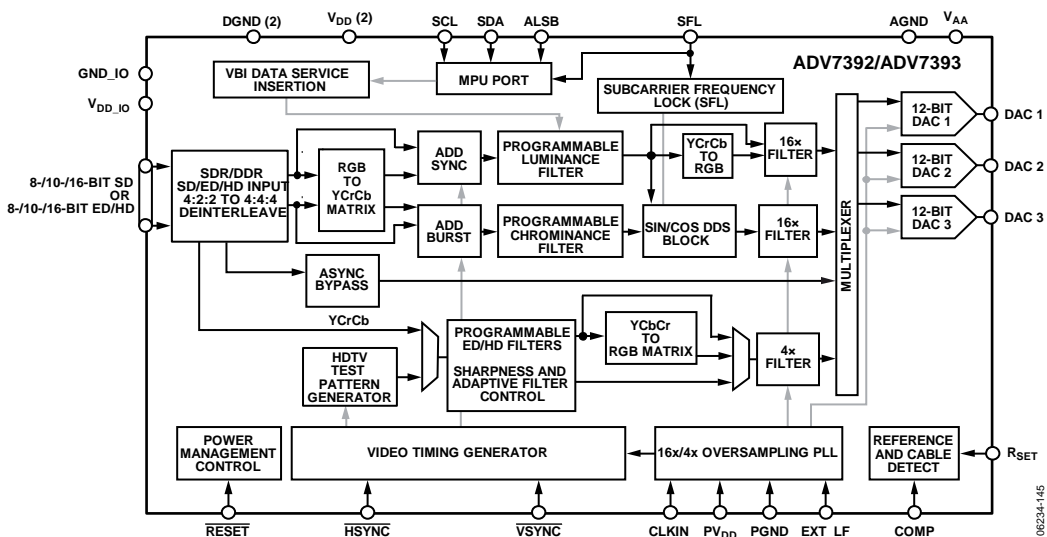 DGND (2)
VDD (2)
SCL
SDA
ALSB
SFL
AGND
VAA
GND_IO
VDD_IO
ADV7392/ADV7393
VBI DATA SERVICE
INSERTION
MPU PORT
SUBCARRIER FREQUENCY
LOCK (SFL)
8-/10-/16-BIT SD
OR
8-/10-/16-BIT ED/HD
SDR/DDR
SD/ED/HD INPUT
4:2:2 TO 4:4:4
DEINTERLEAVE
RGB
TO
YCrCb
MATRIX
ADD
SYNC
PROGRAMMABLE
LUMINANCE
FILTER
YCrCb
TO
RGB
16×
FILTER
ADD
BURST
PROGRAMMABLE
CHROMINANCE
FILTER
SIN/COS DDS
BLOCK
16×
FILTER
MULTIPLEXER
12-BIT
DAC 1
DAC 1
12-BIT
DAC 2
DAC 2
12-BIT
DAC 3
DAC 3
ASYNC
BYPASS
YCrCb
HDTV
TEST
PATTERN
GENERATOR
PROGRAMMABLE
ED/HD FILTERS
SHARPNESS AND
ADAPTIVE FILTER
CONTROL
YCbCr
TO
RGB MATRIX
4×
FILTER
POWER
MANAGEMENT
CONTROL
VIDEO TIMING GENERATOR
16x/4x OVERSAMPLING PLL
REFERENCE
AND CABLE
DETECT
RSET
RESET
HSYNC
VSYNC
CLKIN
PVDD
PGND
EXT_LF
COMP
06234-145